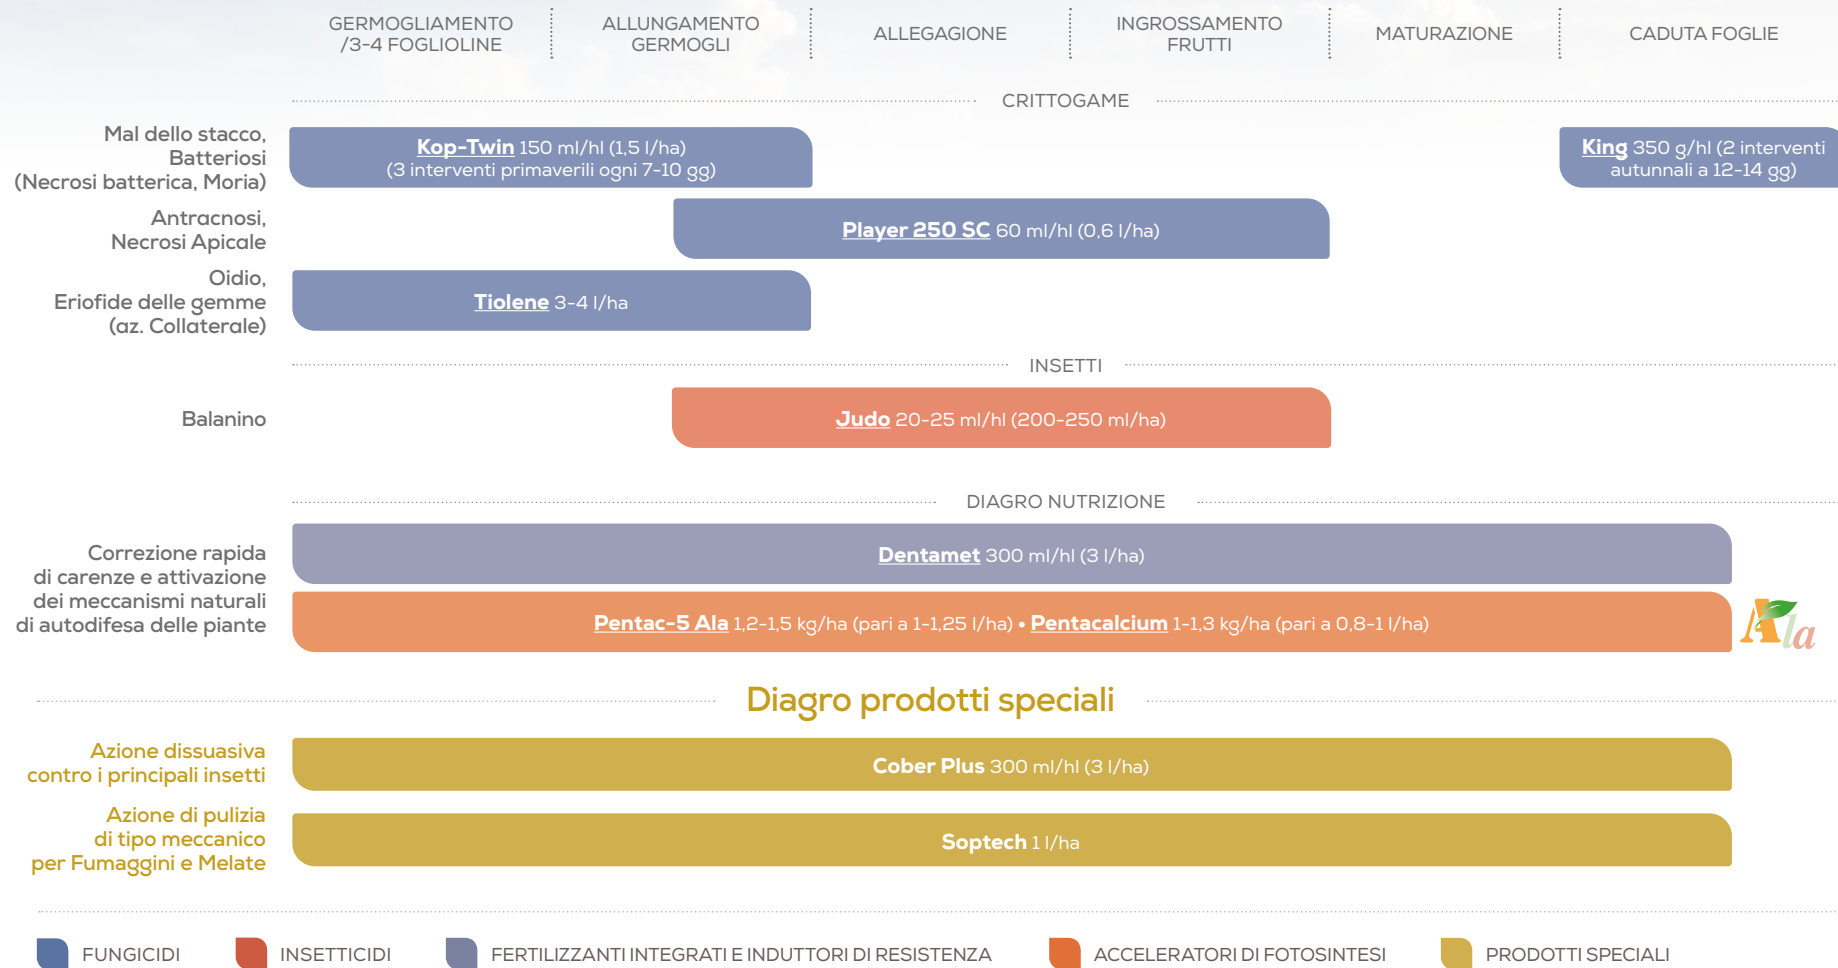 GERMOGLIAMENTO
/3-4 FOGLIOLINE
ALLUNGAMENTO
GERMOGLI
ALLEGAGIONE
INGROSSAMENTO
FRUTTI
MATURAZIONE
CADUTA FOGLIE
CRITTOGAME
Mal dello stacco,
Batteriosi
(Necrosi batterica, Moria)
Kop-Twin 150 ml/hl (1,5 l/ha)
(3 interventi primaverili ogni 7-10 gg)
King 350 g/hl (2 interventi
autunnali a 12-14 gg)
Antracnosi,
Necrosi Apicale
Player 250 SC 60 ml/hl (0,6 l/ha)
Oidio,
Eriofide delle gemme
(az. Collaterale)
Tiolene 3-4 l/ha
INSETTI
Balanino
Judo 20-25 ml/hl (200-250 ml/ha)
DIAGRO NUTRIZIONE
Correzione rapida
di carenze e attivazione
dei meccanismi naturali
di autodifesa delle piante
Dentamet 300 ml/hl (3 l/ha)
Pentac-5 Ala 1,2-1,5 kg/ha (pari a 1-1,25 l/ha) • Pentacalcium 1-1,3 kg/ha (pari a 0,8-1 l/ha)
Ala
Diagro prodotti speciali
Azione dissuasiva
contro i principali insetti
Cober Plus 300 ml/hl (3 l/ha)
Azione di pulizia
di tipo meccanico
per Fumaggini e Melate
Soptech 1 l/ha
FUNGICIDI
INSETTICIDI
FERTILIZZANTI INTEGRATI E INDUTTORI DI RESISTENZA
ACCELERATORI DI FOTOSINTESI
PRODOTTI SPECIALI